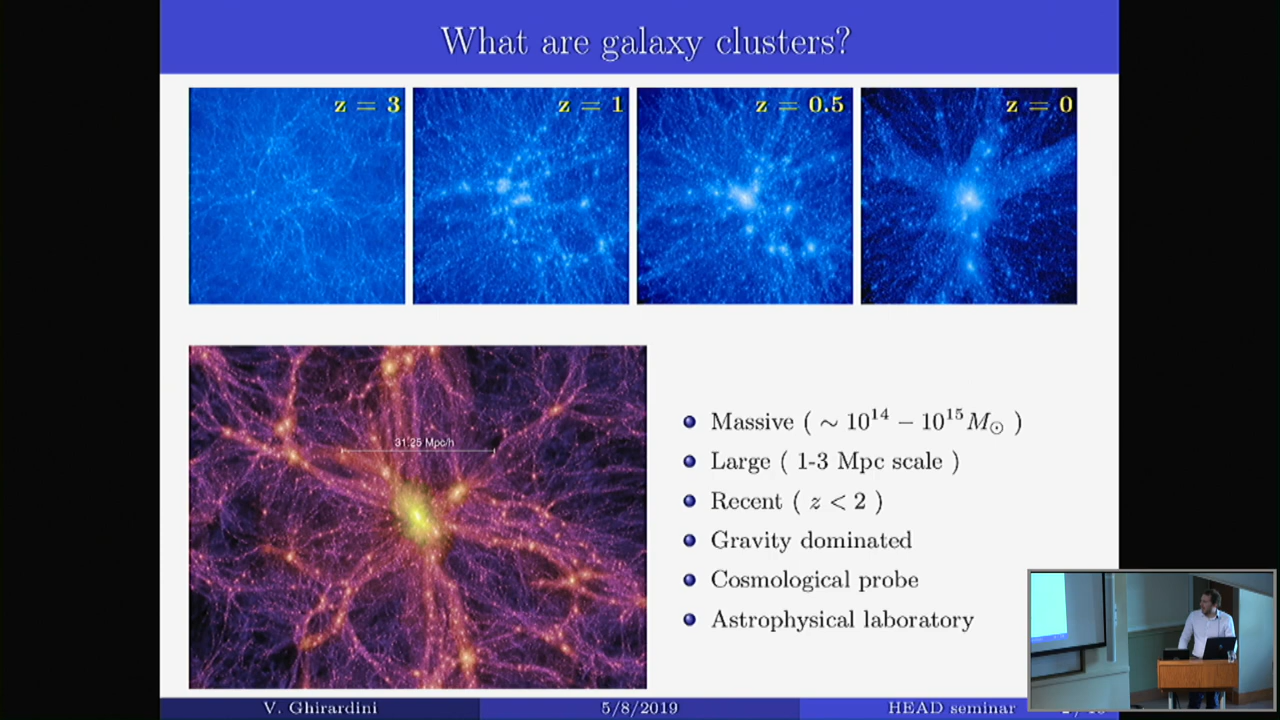 What are galaxy clusters?
z = 3
z = 1
z = 0.5
z = 0
31.25 Mpc/h
Massive ( ∼ 10¹⁴ − 10¹⁵M☉ )
Large ( 1-3 Mpc scale )
Recent ( z < 2 )
Gravity dominated
Cosmological probe
Astrophysical laboratory
V. Ghirardini
5/8/2019
HEAD seminar